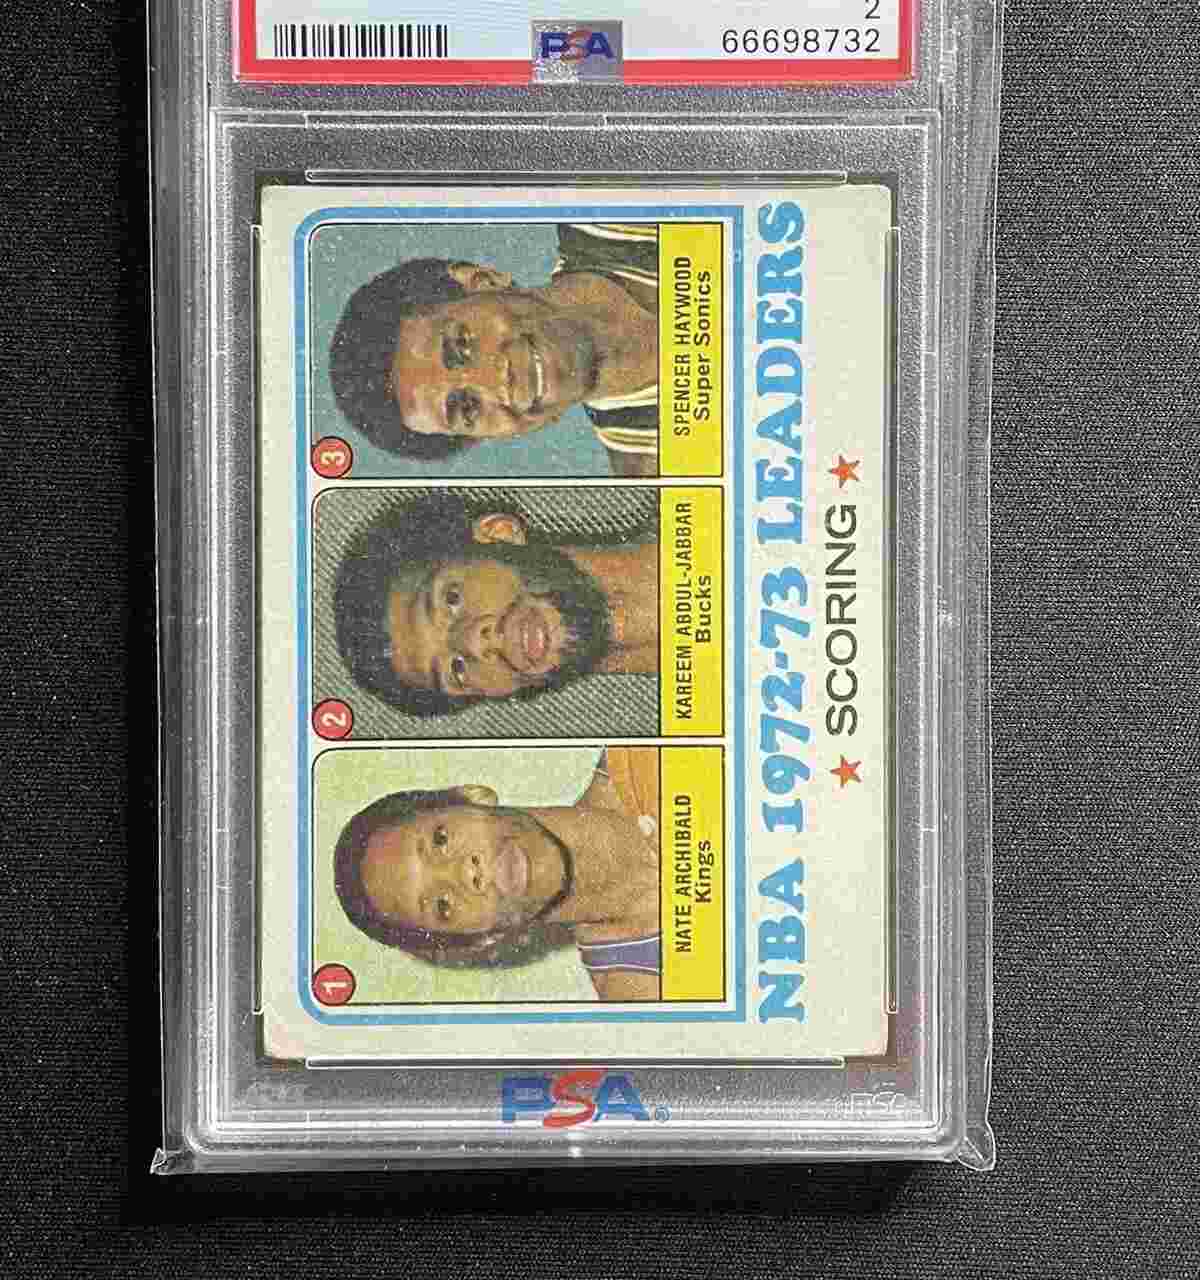 2
PSA
66698732
1
NATE ARCHIBALD
Kings
2
KAREEM ABDUL-JABBAR
Bucks
3
SPENCER HAYWOOD
Super Sonics
NBA 1972-73 LEADERS
★ SCORING ★
PSA®